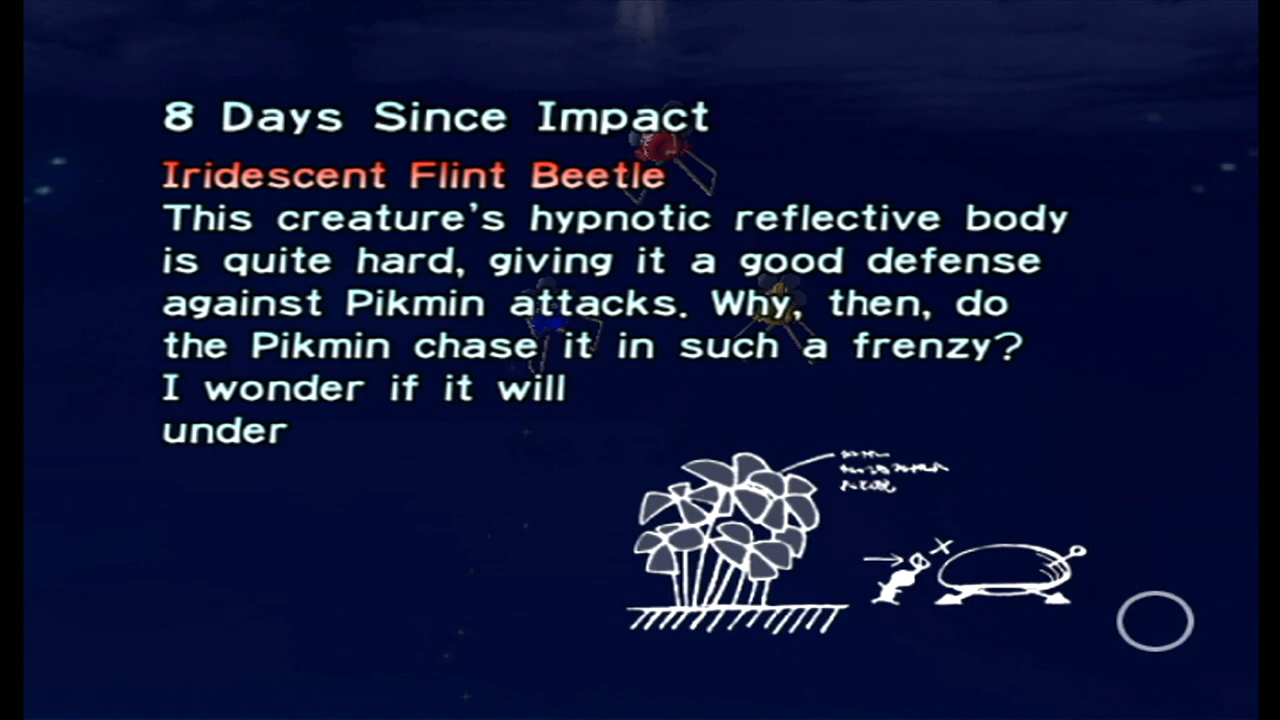 8 Days Since Impact
Iridescent Flint Beetle
This creature's hypnotic reflective body
is quite hard, giving it a good defense
against Pikmin attacks. Why, then, do
the Pikmin chase it in such a frenzy?
I wonder if it will
under